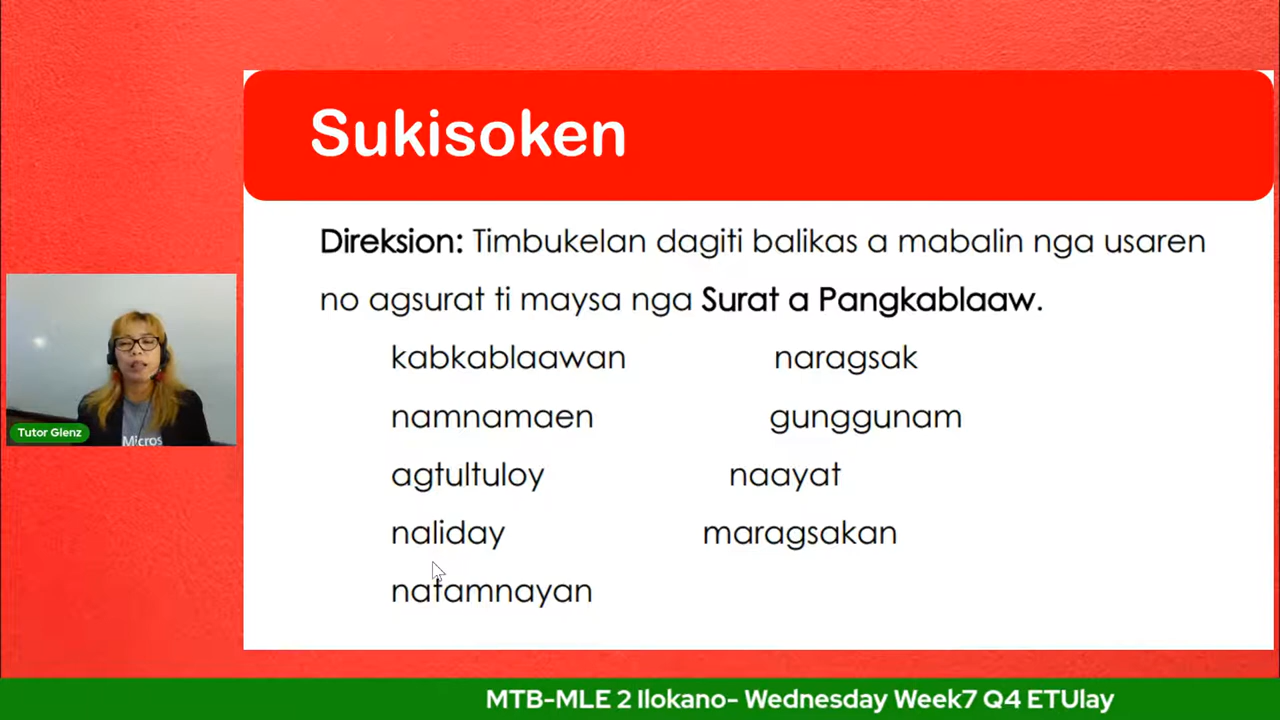 Sukisoken
Direksion: Timbukelan dagiti balikas a mabalin nga usaren
no agsurat ti maysa nga Surat a Pangkablaaw.
kabkablaawan naragsak
namnamaen gunggunam
agtultuloy naayat
naliday maragsakan
natamnayan
Tutor Glenz
Micros
MTB-MLE 2 Ilokano- Wednesday Week7 Q4 ETUlay